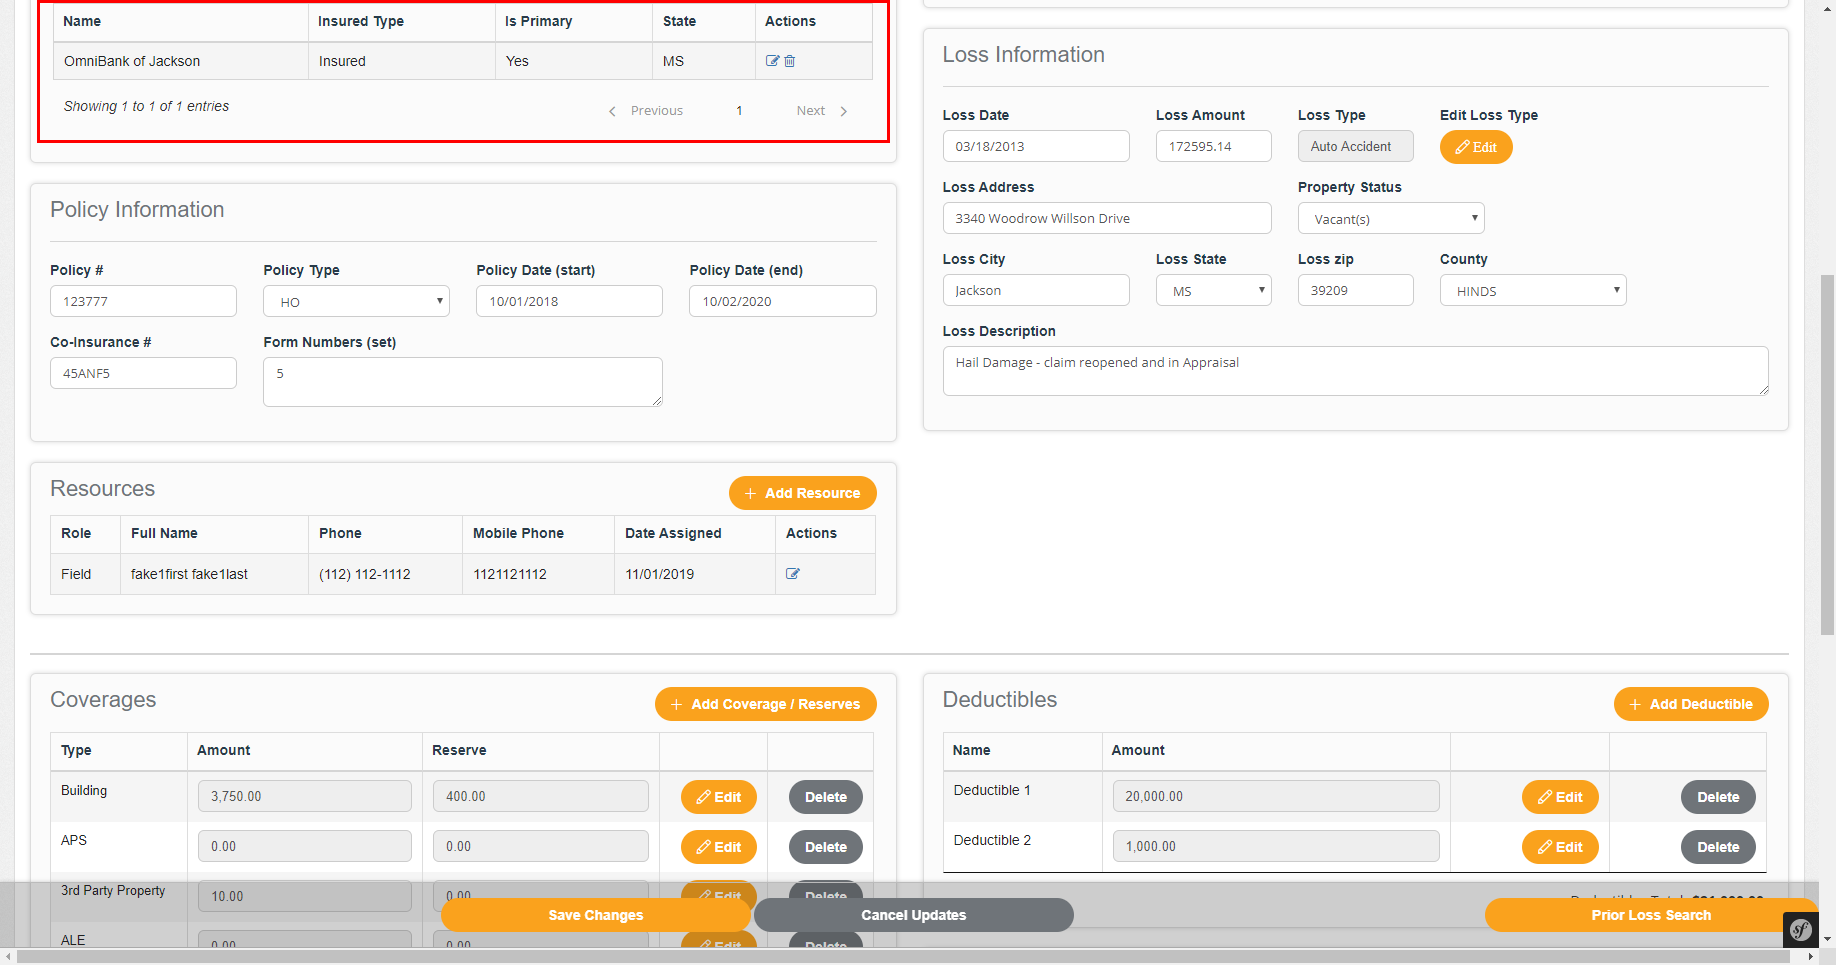 Name Insured Type Is Primary State Actions
OmniBank of Jackson Insured Yes MS
Showing 1 to 1 of 1 entries
Previous 1 Next
Policy Information
Policy # Policy Type Policy Date (start) Policy Date (end)
123777 HO 10/01/2018 10/02/2020
Co-Insurance # Form Numbers (set)
45ANF5 5
Resources
+ Add Resource
Role Full Name Phone Mobile Phone Date Assigned Actions
Field fake1first fake1last (112) 112-1112 1121121112 11/01/2019
Loss Information
Loss Date Loss Amount Loss Type Edit Loss Type
03/18/2013 172595.14 Auto Accident Edit
Loss Address Property Status
3340 Woodrow Willson Drive Vacant(s)
Loss City Loss State Loss zip County
Jackson MS 39209 HINDS
Loss Description
Hail Damage - claim reopened and in Appraisal
Coverages
+ Add Coverage / Reserves
Type Amount Reserve
Building 3,750.00 400.00 Edit Delete
APS 0.00 0.00 Edit Delete
3rd Party Property 10.00 0.00 Edit Delete
ALE 0.00 0.00 Edit Delete
Deductibles
+ Add Deductible
Name Amount
Deductible 1 20,000.00 Edit Delete
Deductible 2 1,000.00 Edit Delete
Save Changes Cancel Updates Prior Loss Search
sf